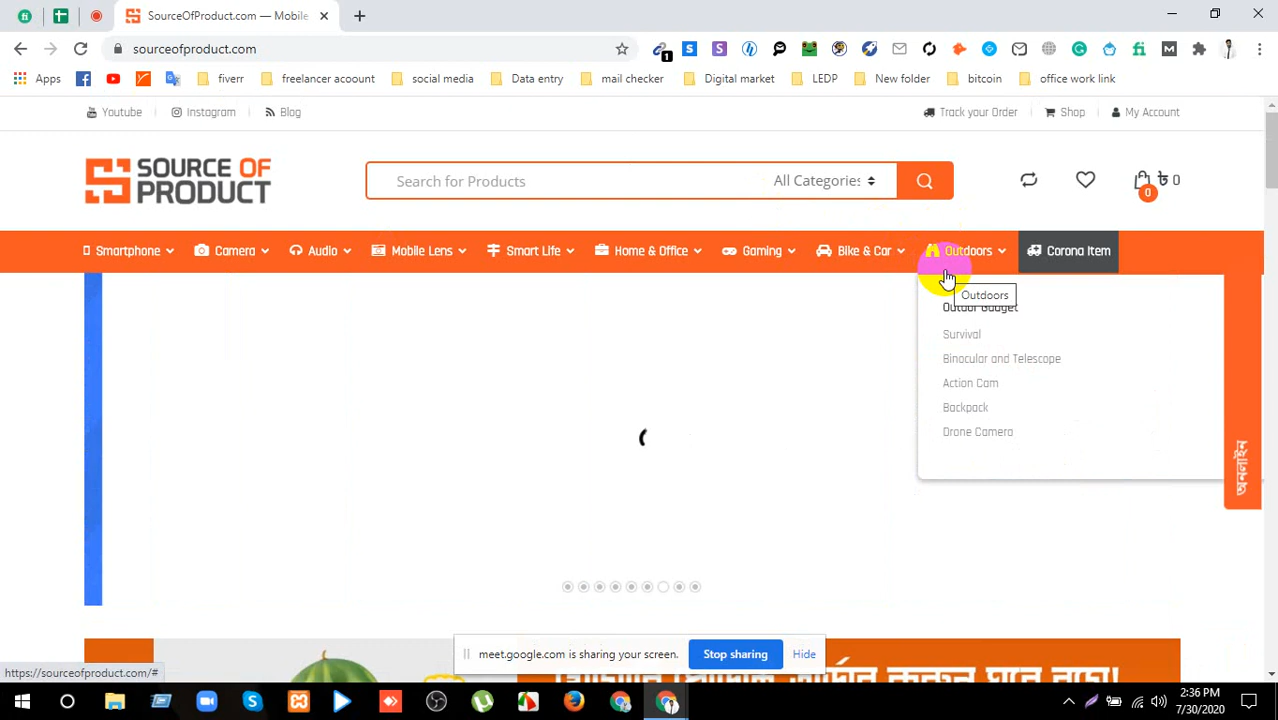 SourceOfProduct.com — Mobile
sourceofproduct.com
1
Apps
fiverr
freelancer acoount
social media
Data entry
mail checker
Digital market
LEDP
New folder
bitcoin
office work link
Youtube
Instagram
Blog
Track your Order
Shop
My Account
SOURCE OF
PRODUCT
Search for Products
All Categories
৳ 0
0
Smartphone
Camera
Audio
Mobile Lens
Smart Life
Home & Office
Gaming
Bike & Car
Outdoors
Corona Item
Outdoors
Outdor Gadget
Survival
Binocular and Telescope
Action Cam
Backpack
Drone Camera
meet.google.com is sharing your screen.
Stop sharing
Hide
https://sourceofproduct.com/#
2:36 PM
7/30/2020